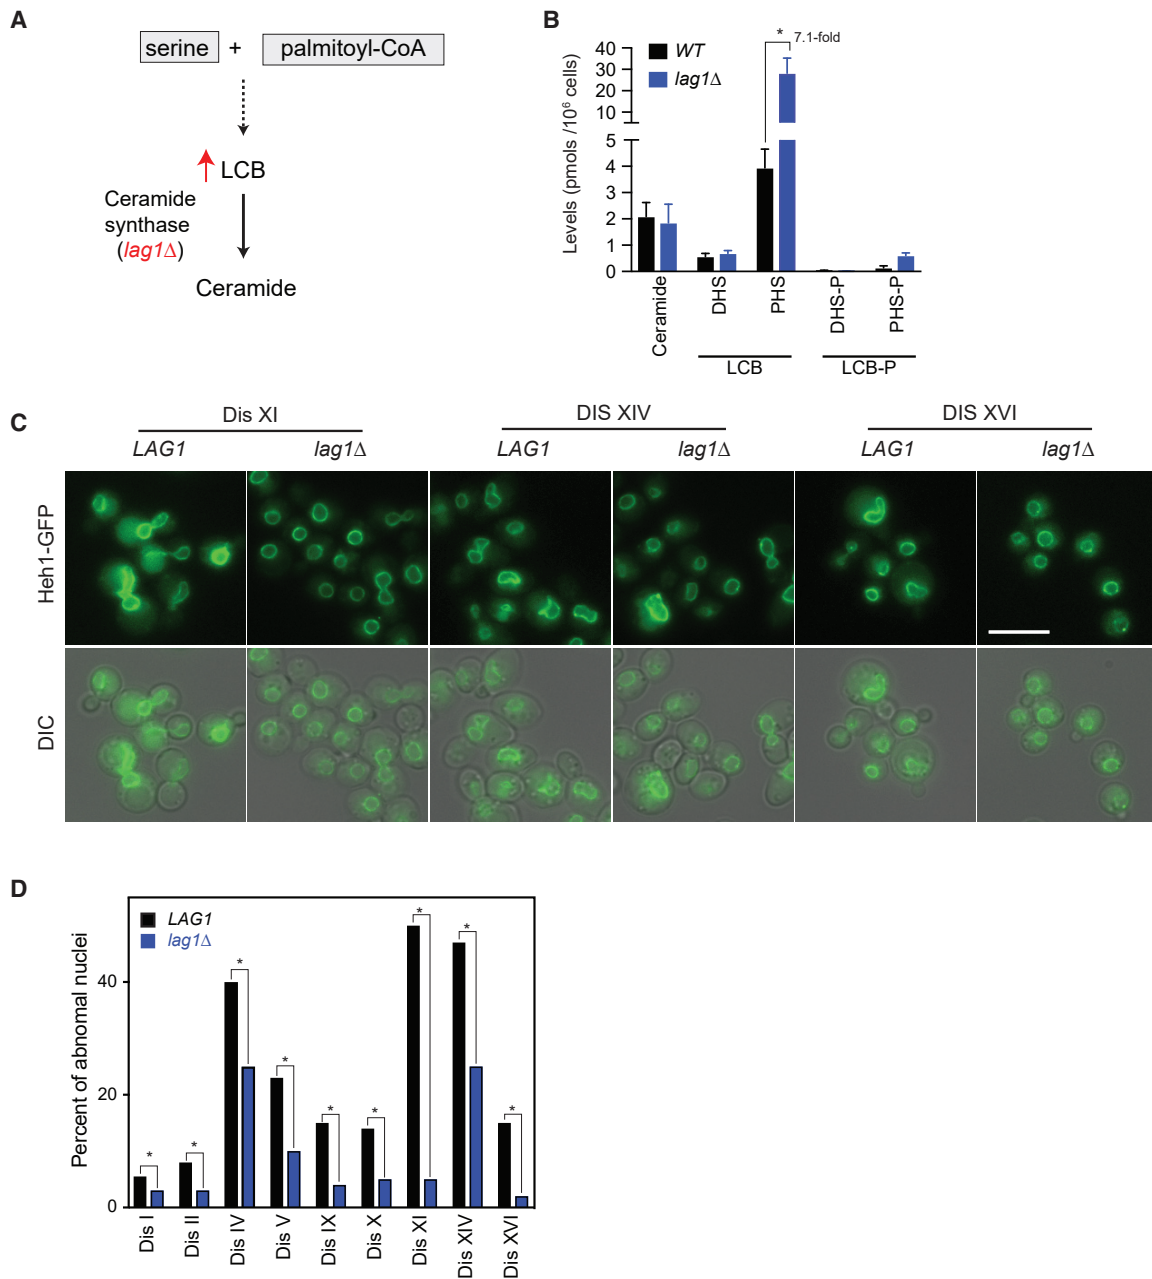 A
serine + palmitoyl-CoA
LCB
Ceramide
synthase
(lag1Δ)
Ceramide
B
Levels (pmols /10⁶ cells)
40
30
20
10
5
4
3
2
1
0
WT
lag1Δ
* 7.1-fold
Ceramide
DHS
PHS
DHS-P
PHS-P
LCB
LCB-P
C
Dis XI
DIS XIV
DIS XVI
LAG1
lag1Δ
LAG1
lag1Δ
LAG1
lag1Δ
Heh1-GFP
DIC
D
Percent of abnomal nuclei
40
20
0
LAG1
lag1Δ
*
*
*
*
*
*
*
*
*
Dis I
Dis II
Dis IV
Dis V
Dis IX
Dis X
Dis XI
Dis XIV
Dis XVI